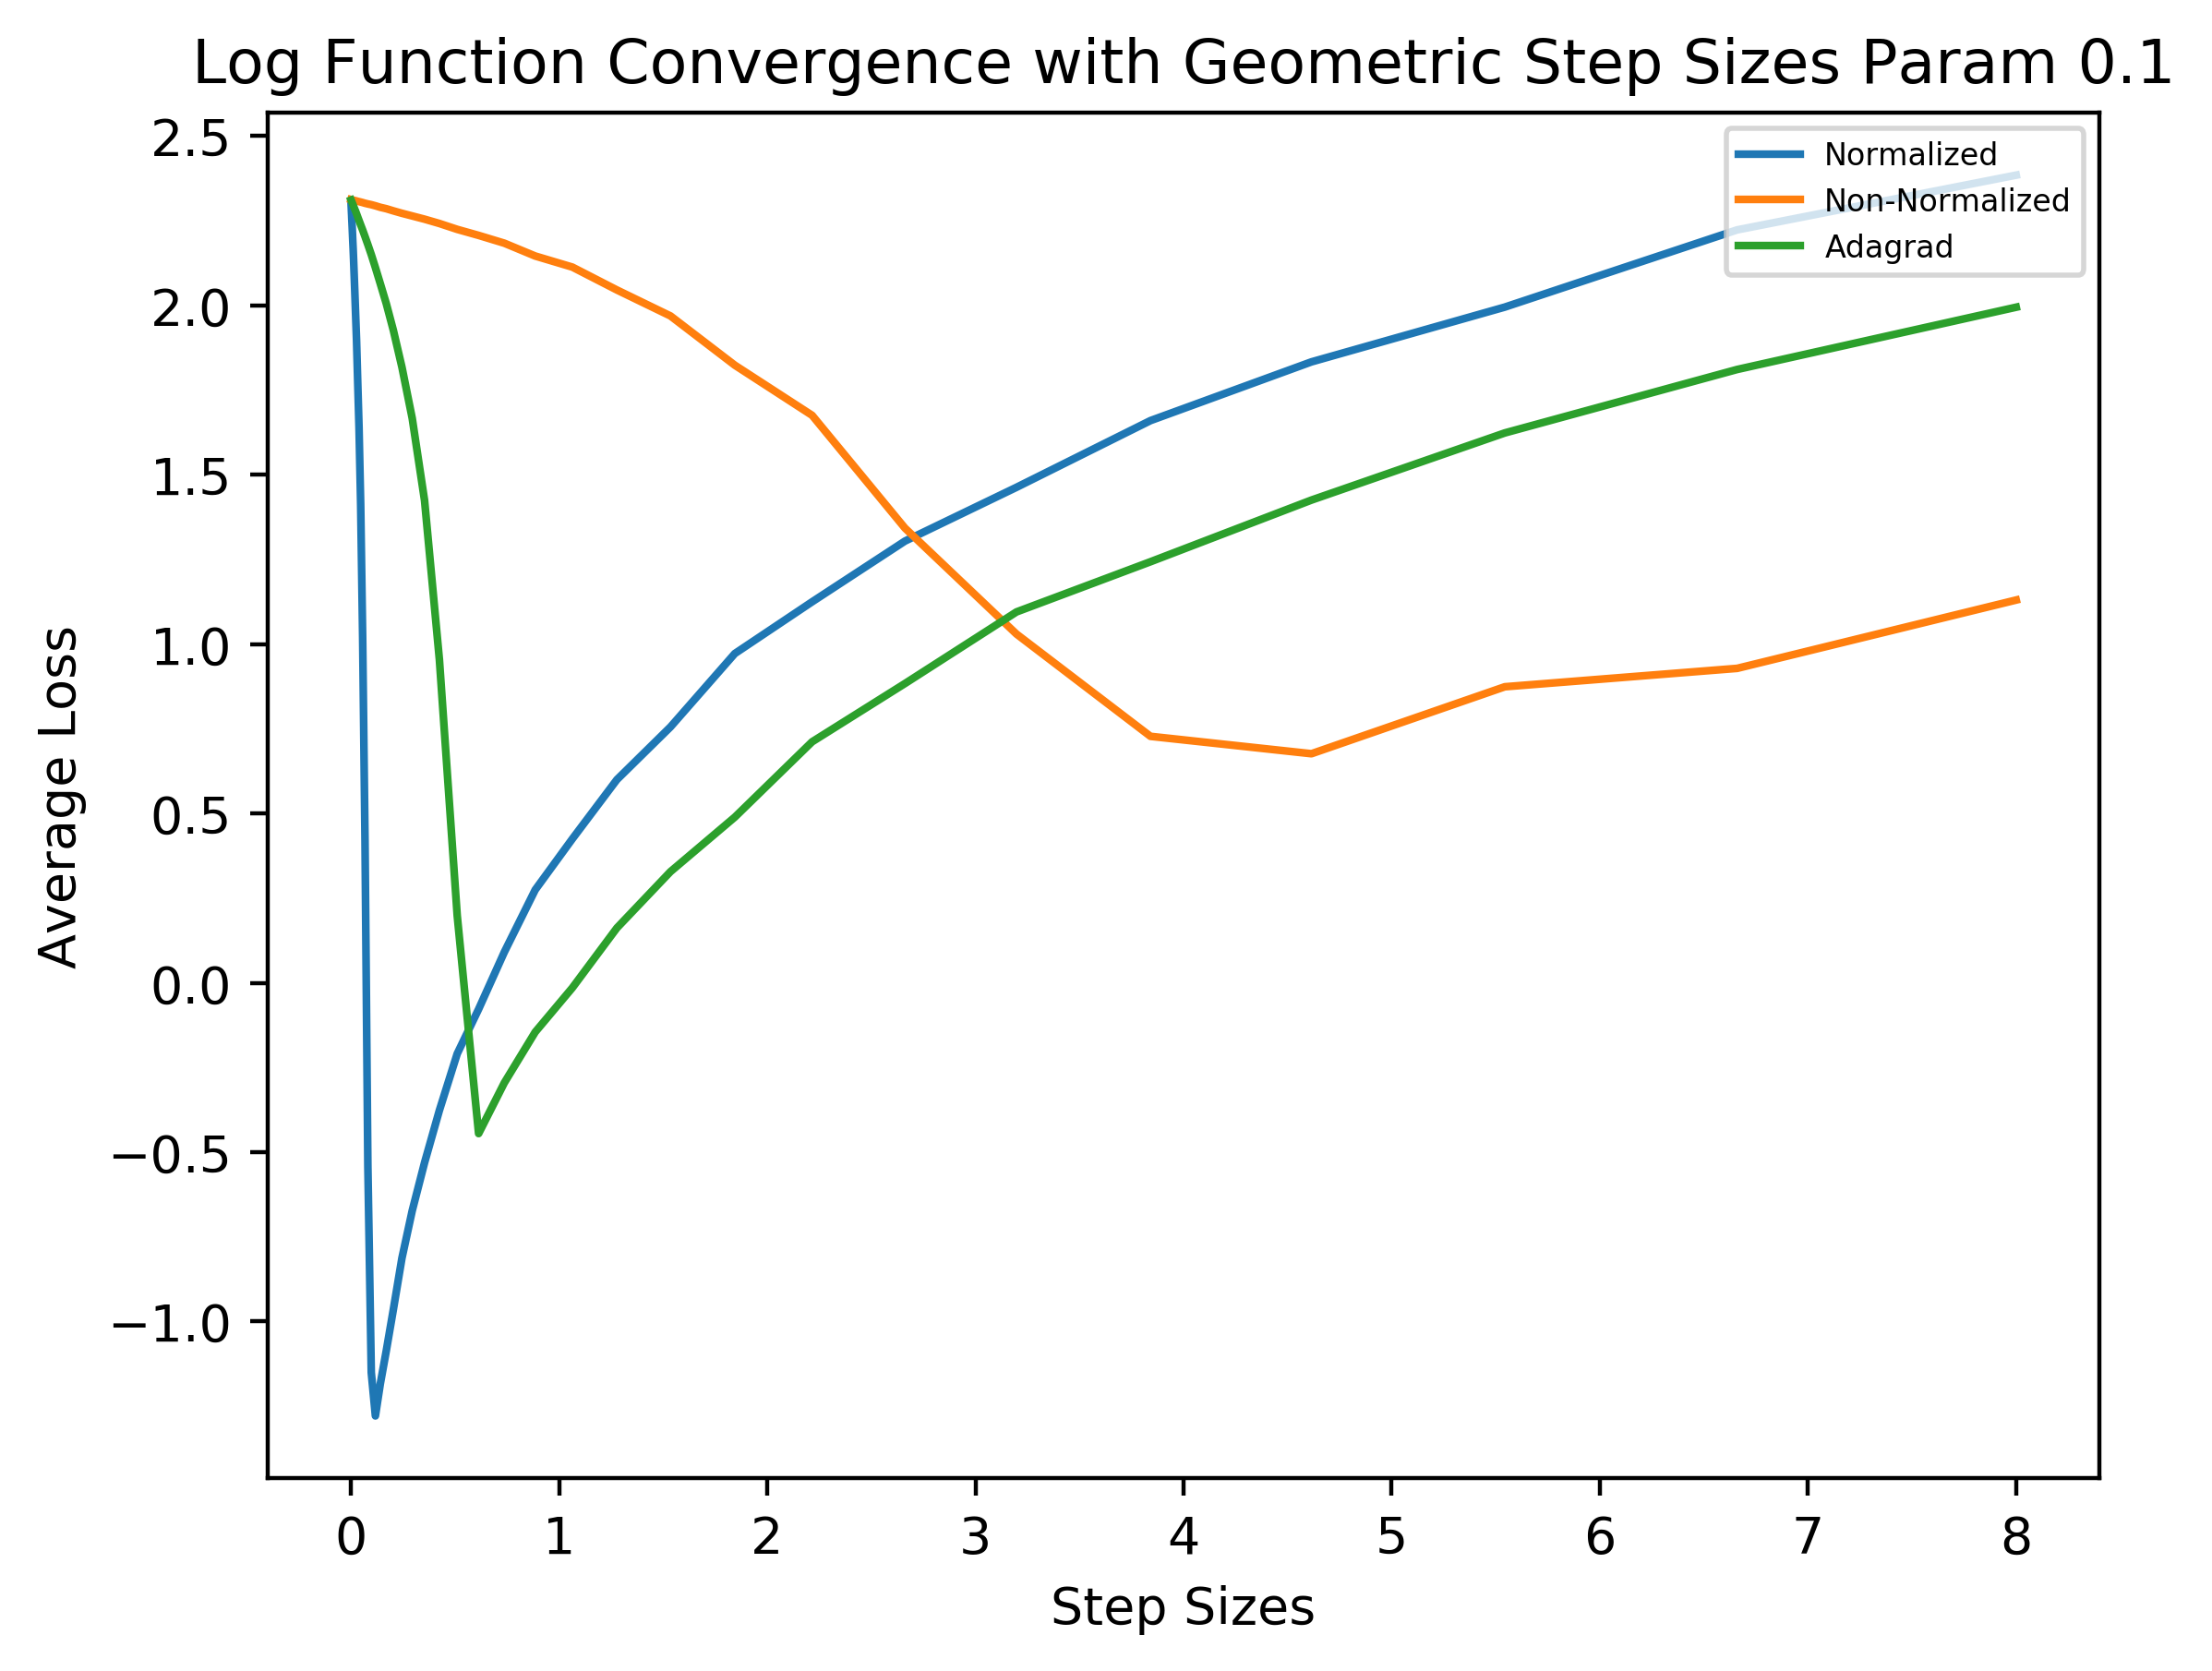 Log Function Convergence with Geometric Step Sizes Param 0.1
2.5
2.0
1.5
1.0
0.5
0.0
−0.5
−1.0
Average Loss
Normalized
Non-Normalized
Adagrad
0 1 2 3 4 5 6 7 8
Step Sizes